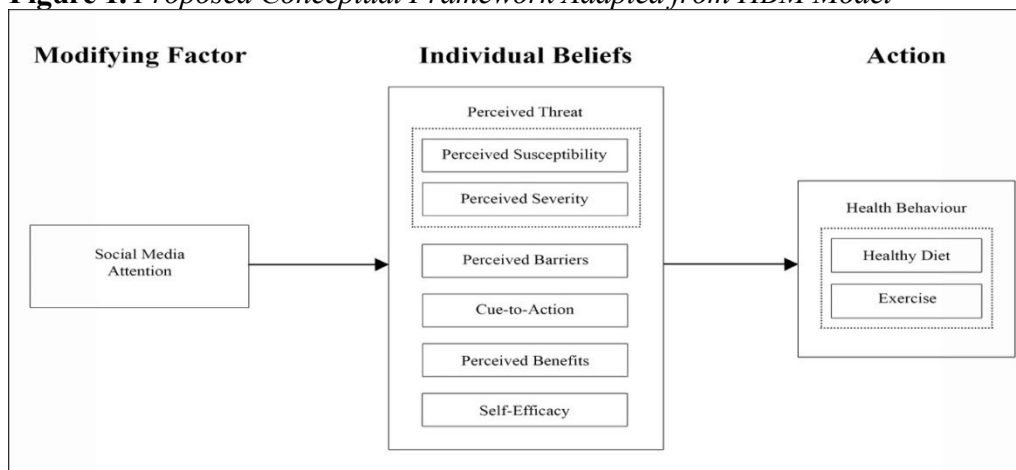 Figure 1. Proposed Conceptual Framework Adapted from HBM Model
Modifying Factor
Individual Beliefs
Action
Perceived Threat
Perceived Susceptibility
Perceived Severity
Perceived Barriers
Cue-to-Action
Perceived Benefits
Self-Efficacy
Social Media
Attention
Health Behaviour
Healthy Diet
Exercise